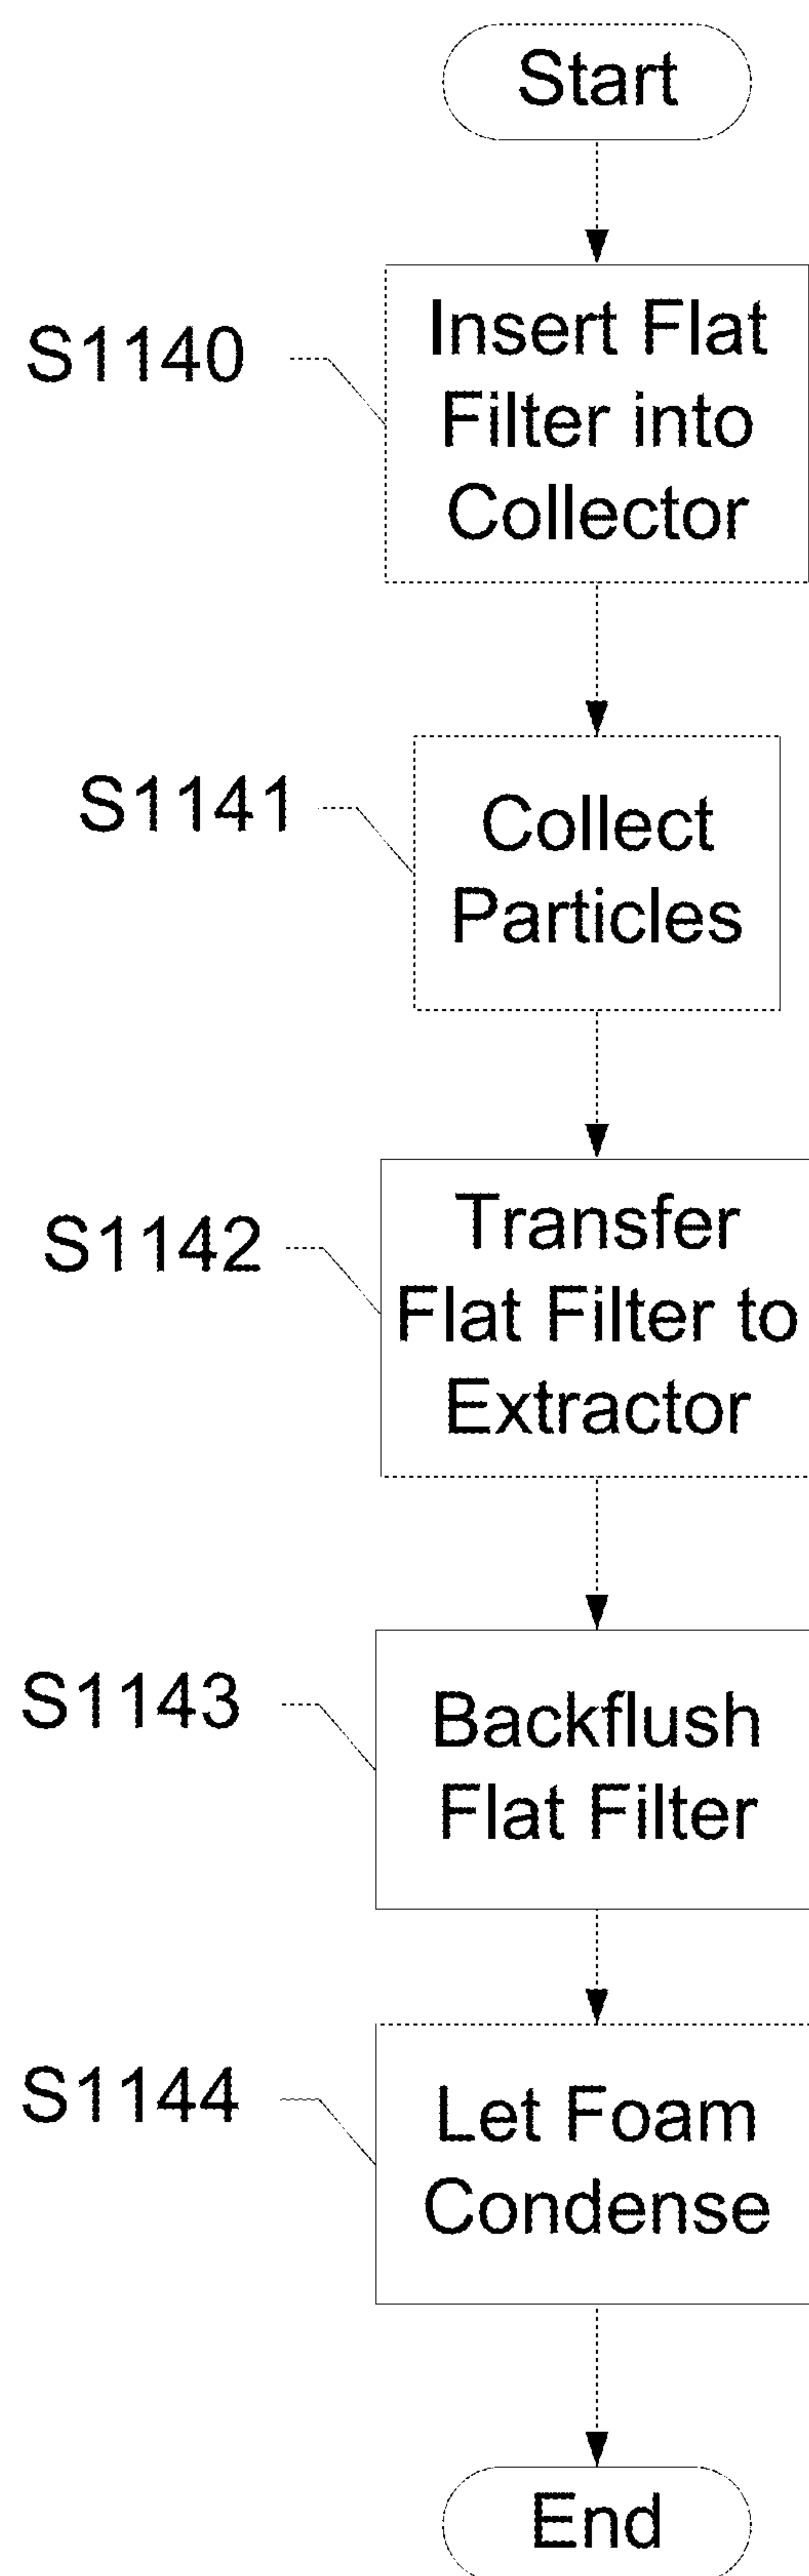 Start
S1140
Insert Flat
Filter into
Collector
S1141
Collect
Particles
S1142
Transfer
Flat Filter to
Extractor
S1143
Backflush
Flat Filter
S1144
Let Foam
Condense
End